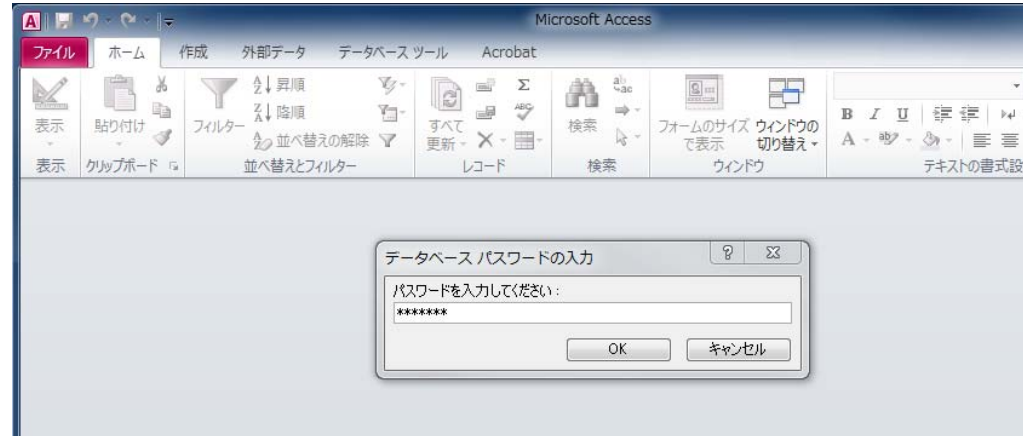 Microsoft Access
ファイル ホーム 作成 外部データ データベース ツール Acrobat
表示
貼り付け
フィルター
昇順
降順
並べ替えの解除
すべて
更新
Σ
ABC
検索
ab
ac
フォームのサイズ
で表示
ウィンドウの
切り替え
B I U
A ab
表示 クリップボード 並べ替えとフィルター レコード 検索 ウィンドウ テキストの書式設
データベース パスワードの入力
パスワードを入力してください:
*******
OK キャンセル